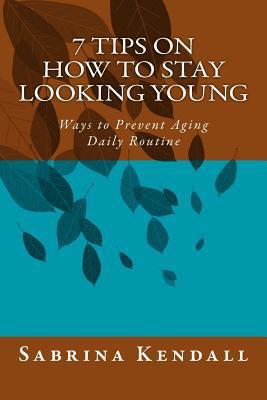 7 TIPS ON
HOW TO STAY
LOOKING YOUNG
Ways to Prevent Aging
Daily Routine
SABRINA KENDALL